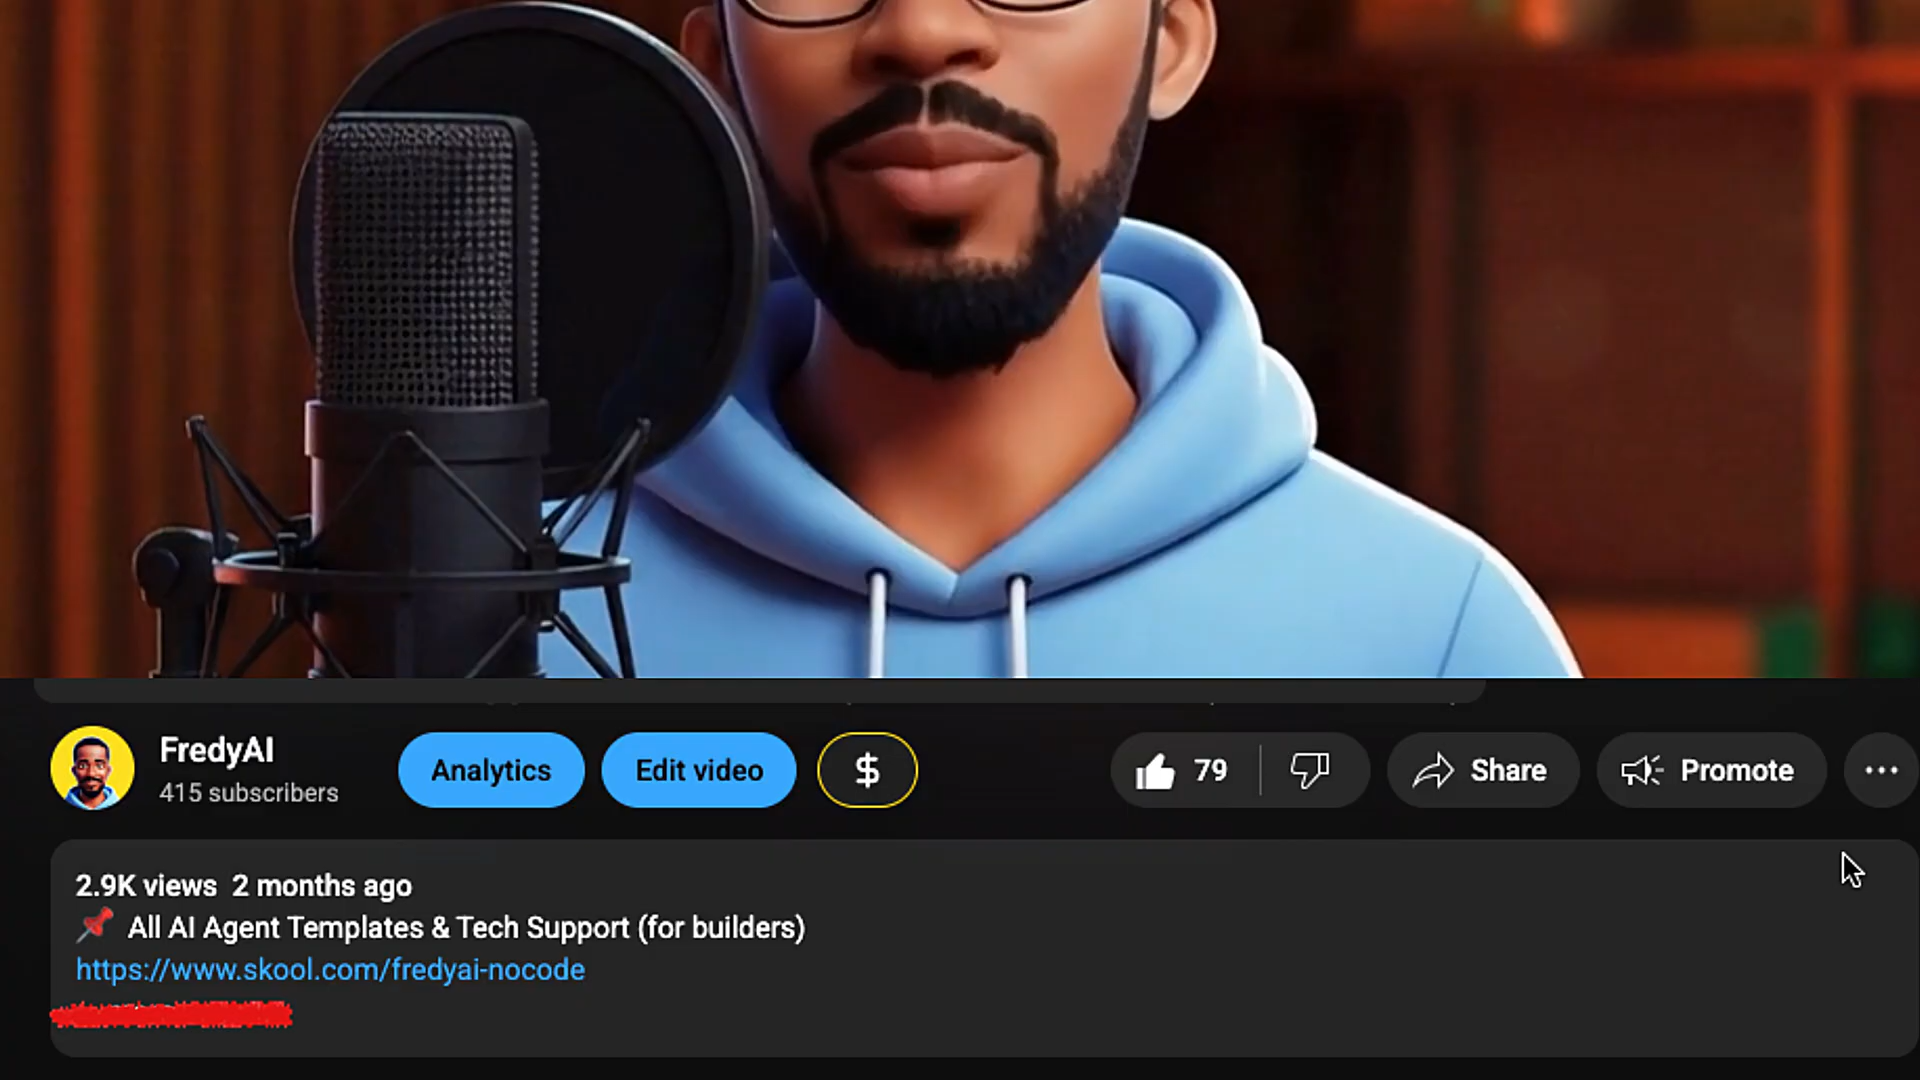 FredyAI
415 subscribers
Analytics
Edit video
$
79
Share
Promote
2.9K views 2 months ago
📌 All AI Agent Templates & Tech Support (for builders)
https://www.skool.com/fredyai-nocode